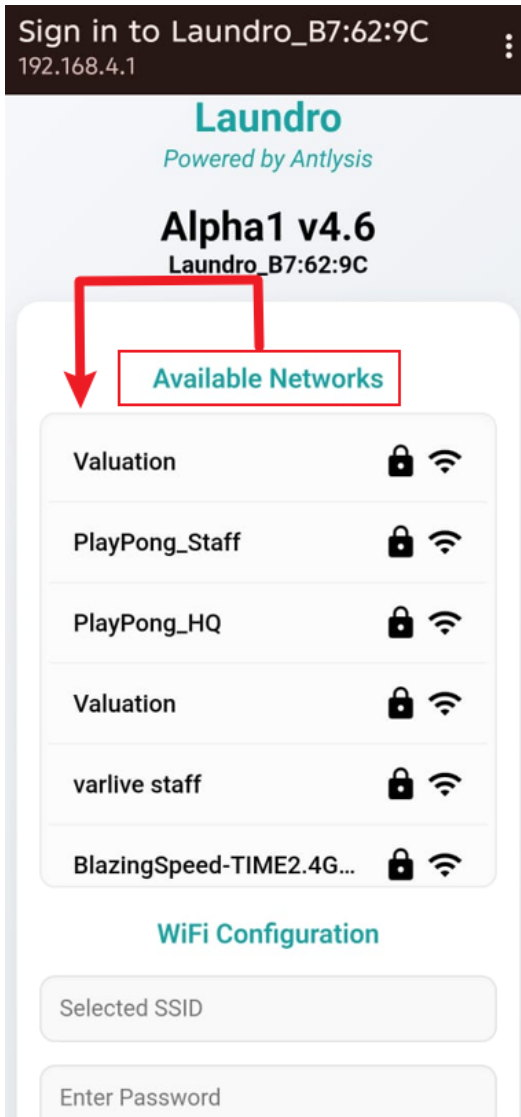 Sign in to Laundro_B7:62:9C
192.168.4.1
Laundro
Powered by Antlysis
Alpha1 v4.6
Laundro_B7:62:9C
Available Networks
Valuation
PlayPong_Staff
PlayPong_HQ
Valuation
varlive staff
BlazingSpeed-TIME2.4G...
WiFi Configuration
Selected SSID
Enter Password